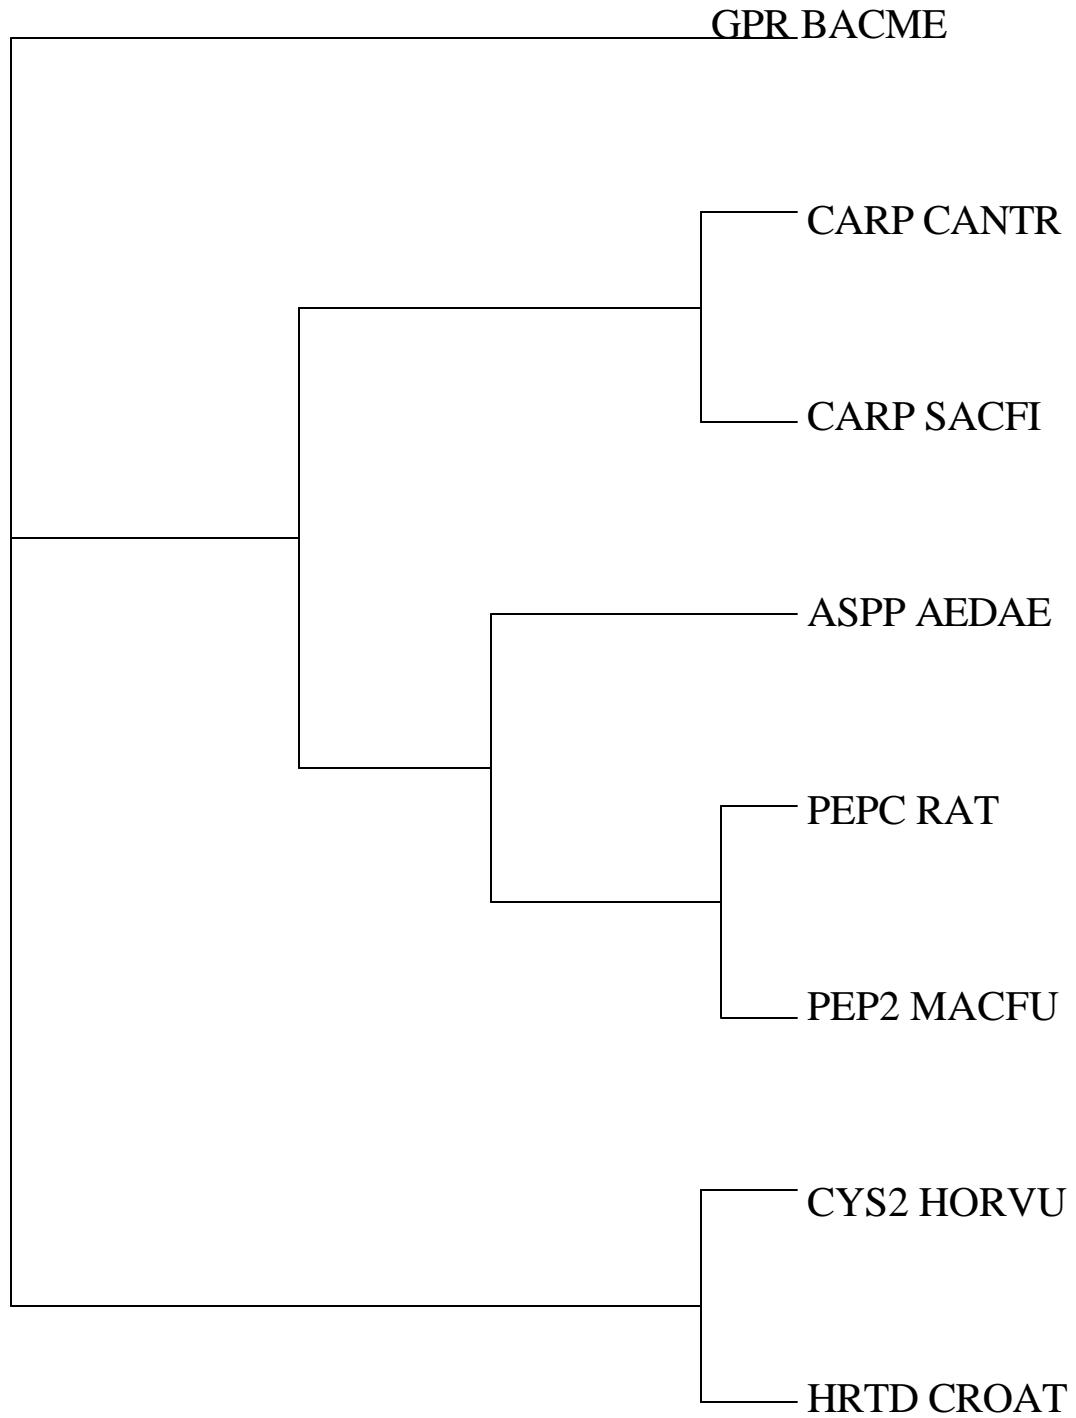 GPR BACME
CARP CANTR
CARP SACFI
ASPP AEDAE
PEPC RAT
PEP2 MACFU
CYS2 HORVU
HRTD CROAT